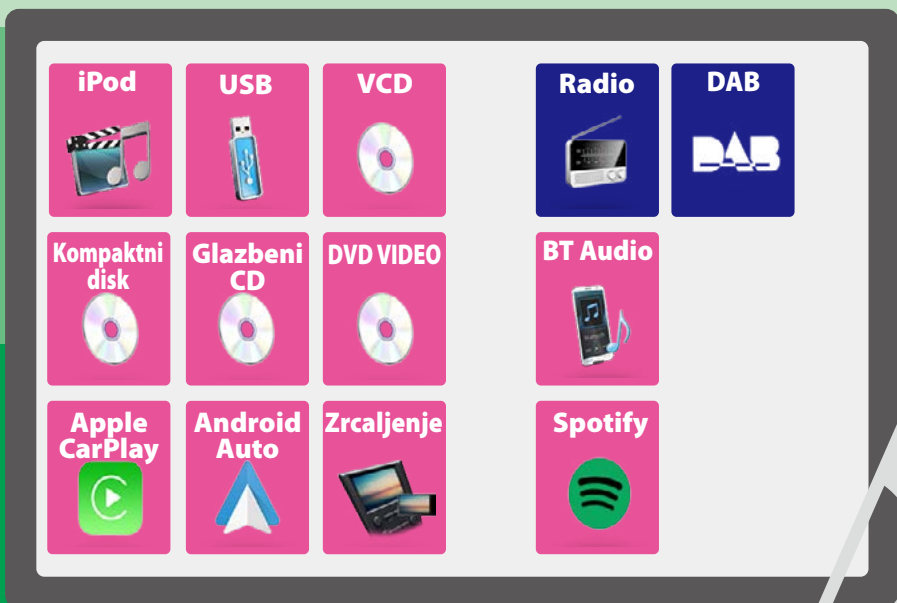 iPod
USB
VCD
Radio
DAB
DAB
Kompaktni
disk
Glazbeni
CD
DVD VIDEO
BT Audio
Apple
CarPlay
Android
Auto
Zrcaljenje
Spotify